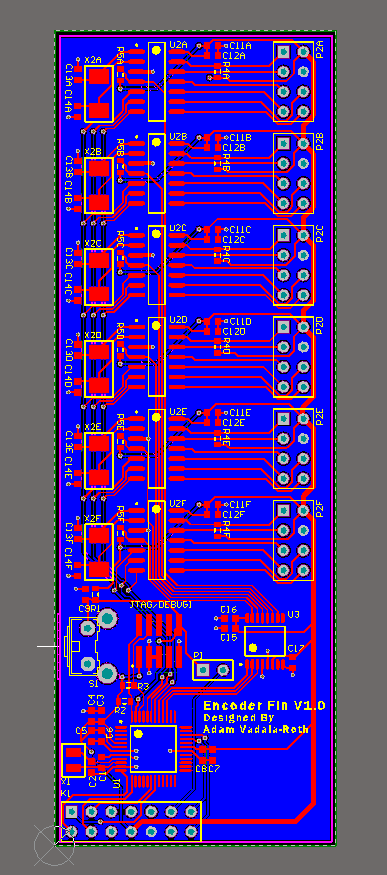 X2A
R5A
U2A
C11A
C12A
R4A
P2A
C13A
C14A
X2B
R5B
U2B
C11B
C12B
R4B
P2B
C13B
C14B
X2C
R5C
U2C
C11C
C12C
R4C
P2C
C13C
C14C
X2D
R5D
U2D
C11D
C12D
R4D
P2D
C13D
C14D
X2E
R5E
U2E
C11E
C12E
R4E
P2E
C13E
C14E
X2F
R5F
U2F
C11F
C12F
R4F
P2F
C13F
C14F
JTAG/DEBUG1
C9
R1
C16
C15
U3
C17
S1
P1
R3
R2
Encoder Fin V1.0
Designed By
Adam Vadala-Roth
C4
C3
C5
C6
C2
C1
U1
C8
C7
X1